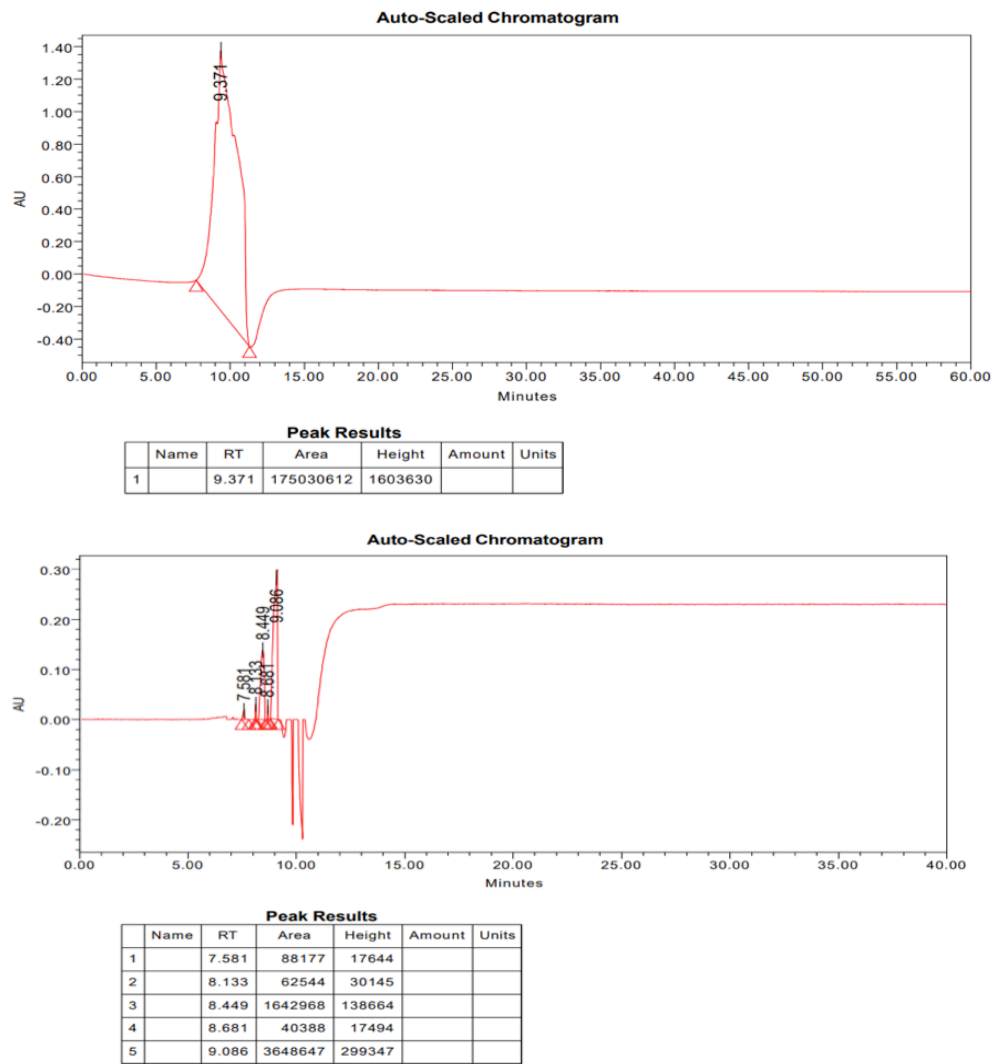 Auto-Scaled Chromatogram
1.40
1.20
1.00
0.80
0.60
0.40
0.20
0.00
-0.20
-0.40
AU
9.371
0.00 5.00 10.00 15.00 20.00 25.00 30.00 35.00 40.00 45.00 50.00 55.00 60.00
Minutes
Peak Results
Name RT Area Height Amount Units
1 9.371 175030612 1603630
Auto-Scaled Chromatogram
0.30
0.20
0.10
0.00
-0.10
-0.20
AU
7.581
8.133
8.449
8.681
9.086
0.00 5.00 10.00 15.00 20.00 25.00 30.00 35.00 40.00
Minutes
Peak Results
Name RT Area Height Amount Units
1 7.581 88177 17644
2 8.133 62544 30145
3 8.449 1642968 138664
4 8.681 40388 17494
5 9.086 3648647 299347